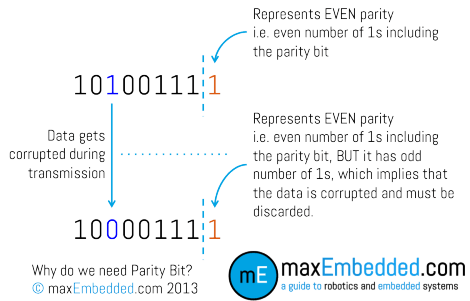 Represents EVEN parity
i.e. even number of 1s including
the parity bit
10100111 1
Data gets
corrupted during
transmission
Represents EVEN parity
i.e. even number of 1s including
the parity bit, BUT it has odd
number of 1s, which implies that
the data is corrupted and must be
discarded.
10000111 1
Why do we need Parity Bit?
© maxEmbedded.com 2013
mE
maxEmbedded.com
a guide to robotics and embedded systems